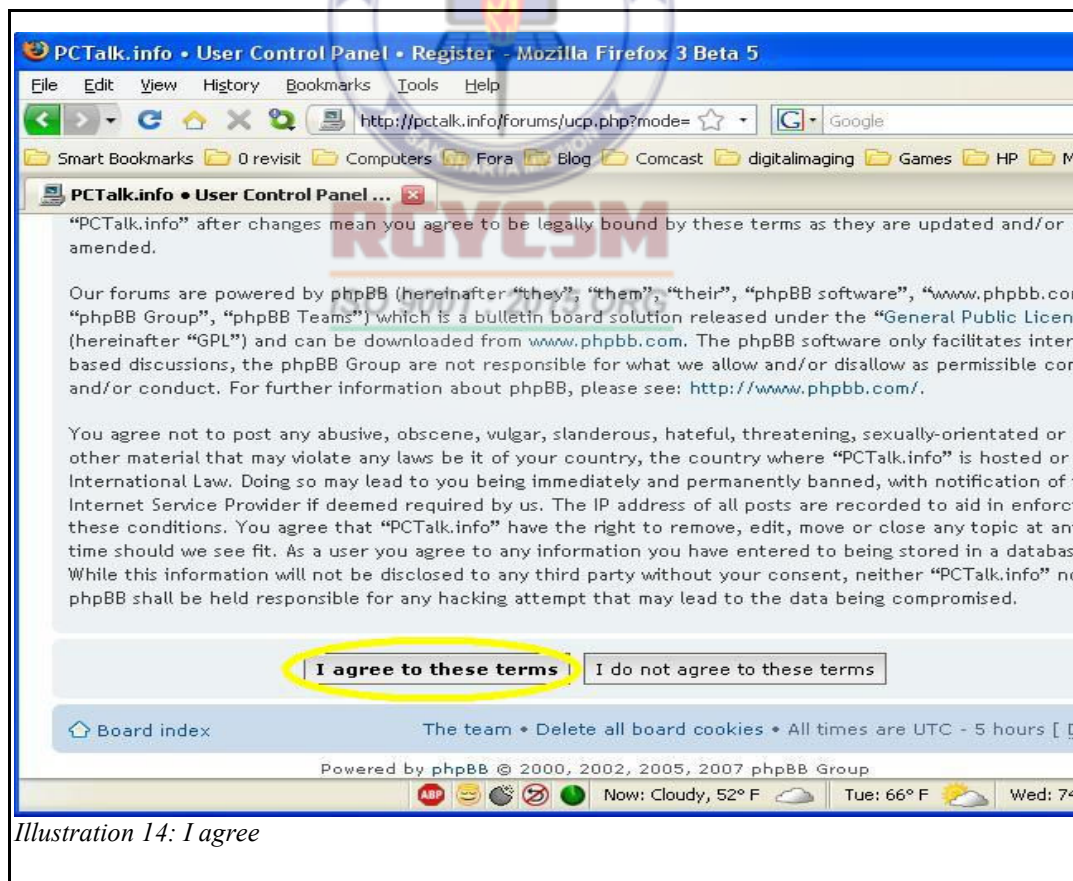 PCTalk.info • User Control Panel • Register - Mozilla Firefox 3 Beta 5
File Edit View History Bookmarks Tools Help
http://pctalk.info/forums/ucp.php?mode= G Google
Smart Bookmarks 0 revisit Computers Fora Blog Comcast digitalimaging Games HP M
PCTalk.info • User Control Panel ...
RGYCSM
ISO 9001 : 2015 ORG
“PCTalk.info” after changes mean you agree to be legally bound by these terms as they are updated and/or
amended.
Our forums are powered by phpBB (hereinafter “they”, “them”, “their”, “phpBB software”, “www.phpbb.co
“phpBB Group”, “phpBB Teams”) which is a bulletin board solution released under the “General Public Licen
(hereinafter “GPL”) and can be downloaded from www.phpbb.com. The phpBB software only facilitates inter
based discussions, the phpBB Group are not responsible for what we allow and/or disallow as permissible co
and/or conduct. For further information about phpBB, please see: http://www.phpbb.com/.
You agree not to post any abusive, obscene, vulgar, slanderous, hateful, threatening, sexually-orientated or
other material that may violate any laws be it of your country, the country where “PCTalk.info” is hosted or
International Law. Doing so may lead to you being immediately and permanently banned, with notification of
Internet Service Provider if deemed required by us. The IP address of all posts are recorded to aid in enforc
these conditions. You agree that “PCTalk.info” have the right to remove, edit, move or close any topic at an
time should we see fit. As a user you agree to any information you have entered to being stored in a databas
While this information will not be disclosed to any third party without your consent, neither “PCTalk.info” n
phpBB shall be held responsible for any hacking attempt that may lead to the data being compromised.
I agree to these terms I do not agree to these terms
Board index The team • Delete all board cookies • All times are UTC - 5 hours [
Powered by phpBB © 2000, 2002, 2005, 2007 phpBB Group
ABP Now: Cloudy, 52° F Tue: 66° F Wed: 74
Illustration 14: I agree